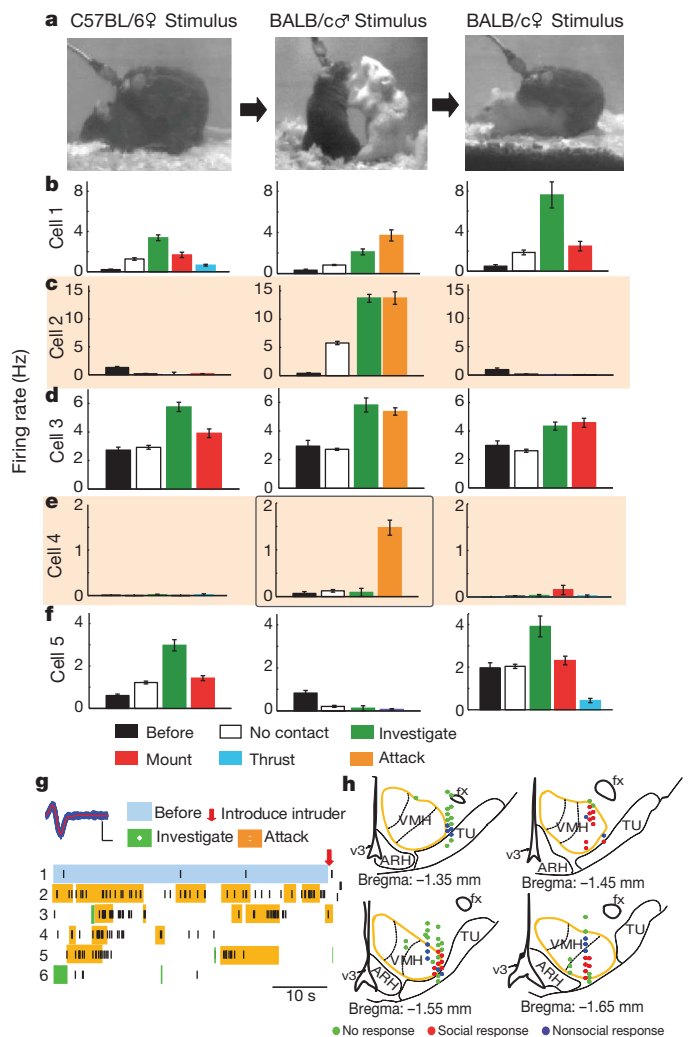 a C57BL/6♀ Stimulus BALB/c♂ Stimulus BALB/c♀ Stimulus
b
Cell 1
8 4 0
8 4 0
8 4 0
c
Cell 2
15 10 5 0
15 10 5 0
15 10 5 0
Firing rate (Hz)
d
Cell 3
6 4 2 0
6 4 2 0
6 4 2 0
e
Cell 4
2 1 0
2 1 0
2 1 0
f
Cell 5
4 2 0
4 2 0
4 2 0
Before No contact Investigate
Mount Thrust Attack
g
Before Introduce intruder
Investigate Attack
1
2
3
4
5
6
10 s
h
fx
VMH
TU
v3
ARH
Bregma: −1.35 mm
fx
VMH
TU
ARH
Bregma: −1.45 mm
fx
TU
VMH
v3
ARH
Bregma: −1.55 mm
fx
TU
VMH
v3
ARH
Bregma: −1.65 mm
No response Social response Nonsocial response